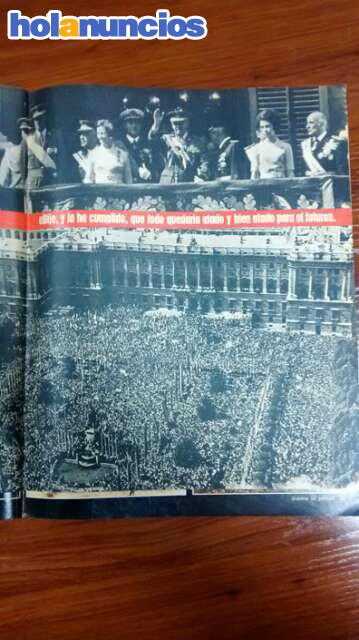 holanuncios
«Dije, y lo he cumplido, que todo quedaría atado y bien atado para el futuro».